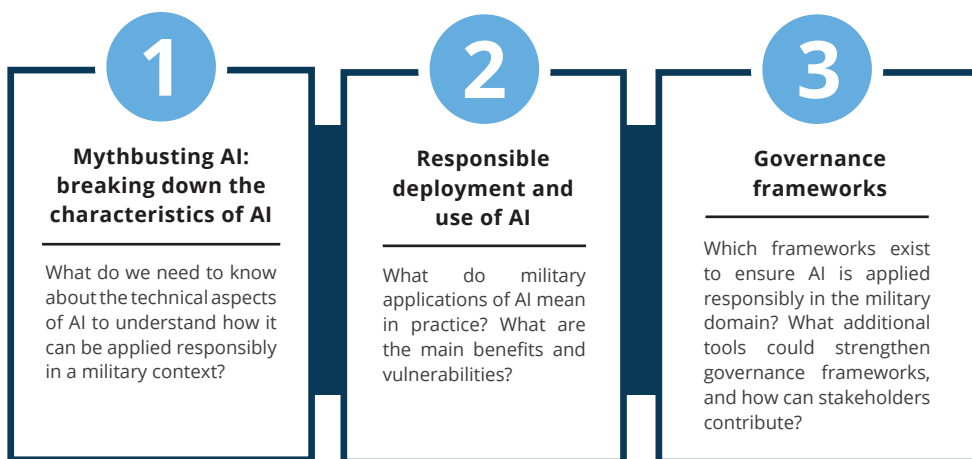 1
Mythbusting AI:
breaking down the
characteristics of AI
What do we need to know
about the technical aspects
of AI to understand how it
can be applied responsibly
in a military context?
2
Responsible
deployment and
use of AI
What do military
applications of AI mean
in practice? What are
the main benefits and
vulnerabilities?
3
Governance
frameworks
Which frameworks exist
to ensure AI is applied
responsibly in the military
domain? What additional
tools could strengthen
governance frameworks,
and how can stakeholders
contribute?